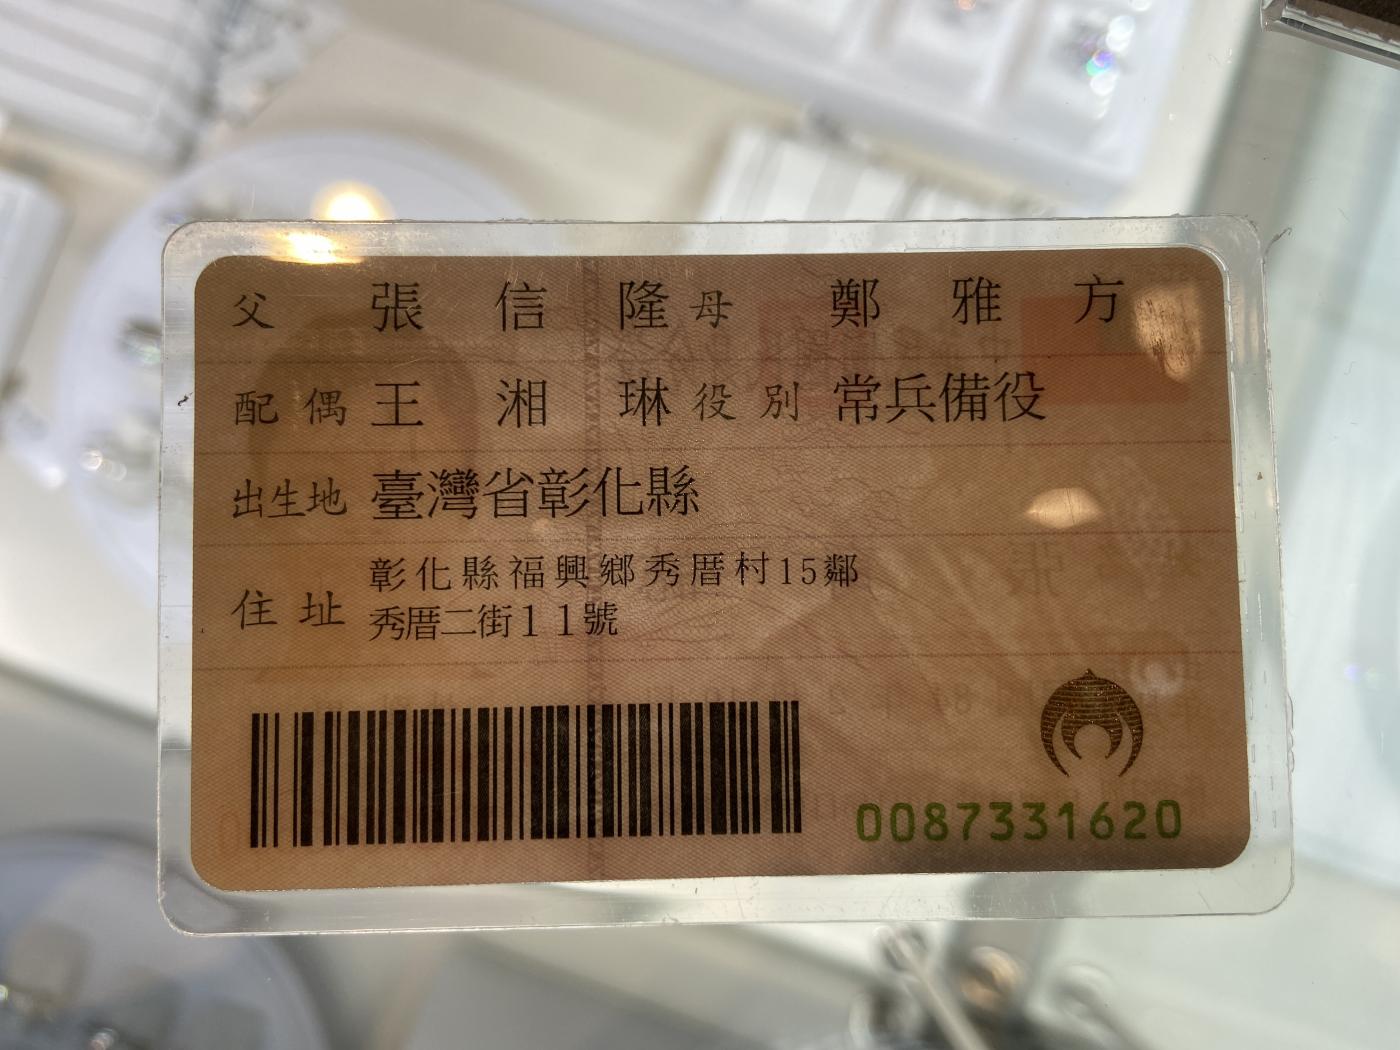 父 張信隆 母 鄭雅方
配偶 王湘琳 役別 常兵備役
出生地 臺灣省彰化縣
住址 彰化縣福興鄉秀厝村15鄰
秀厝二街11號
0087331620